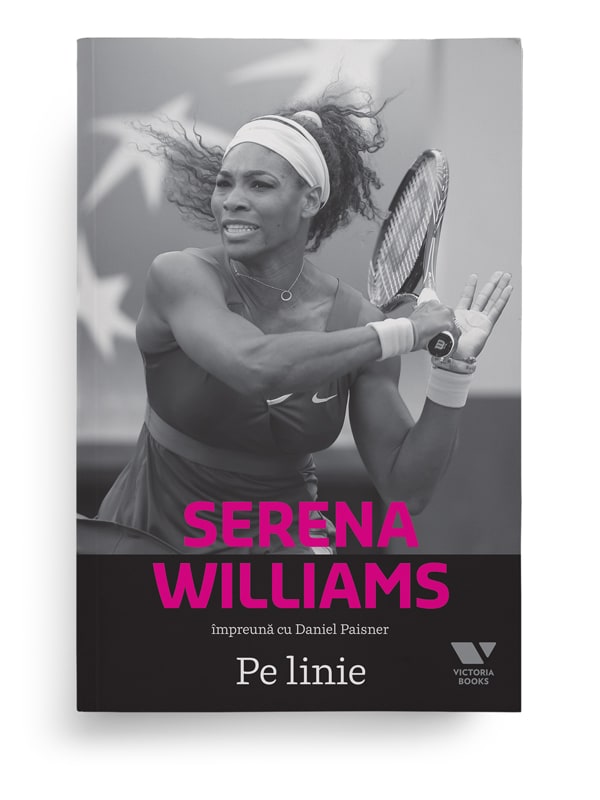 SERENA
WILLIAMS
împreună cu Daniel Paisner
Pe linie
VICTORIA
BOOKS